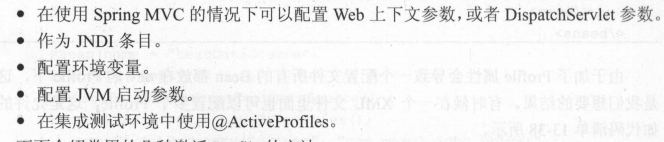 • 在使用 Spring MVC 的情况下可以配置 Web 上下文参数，或者 DispatchServlet 参数。
• 作为 JNDI 条目。
• 配置环境变量。
• 配置 JVM 启动参数。
• 在集成测试环境中使用@ActiveProfiles。